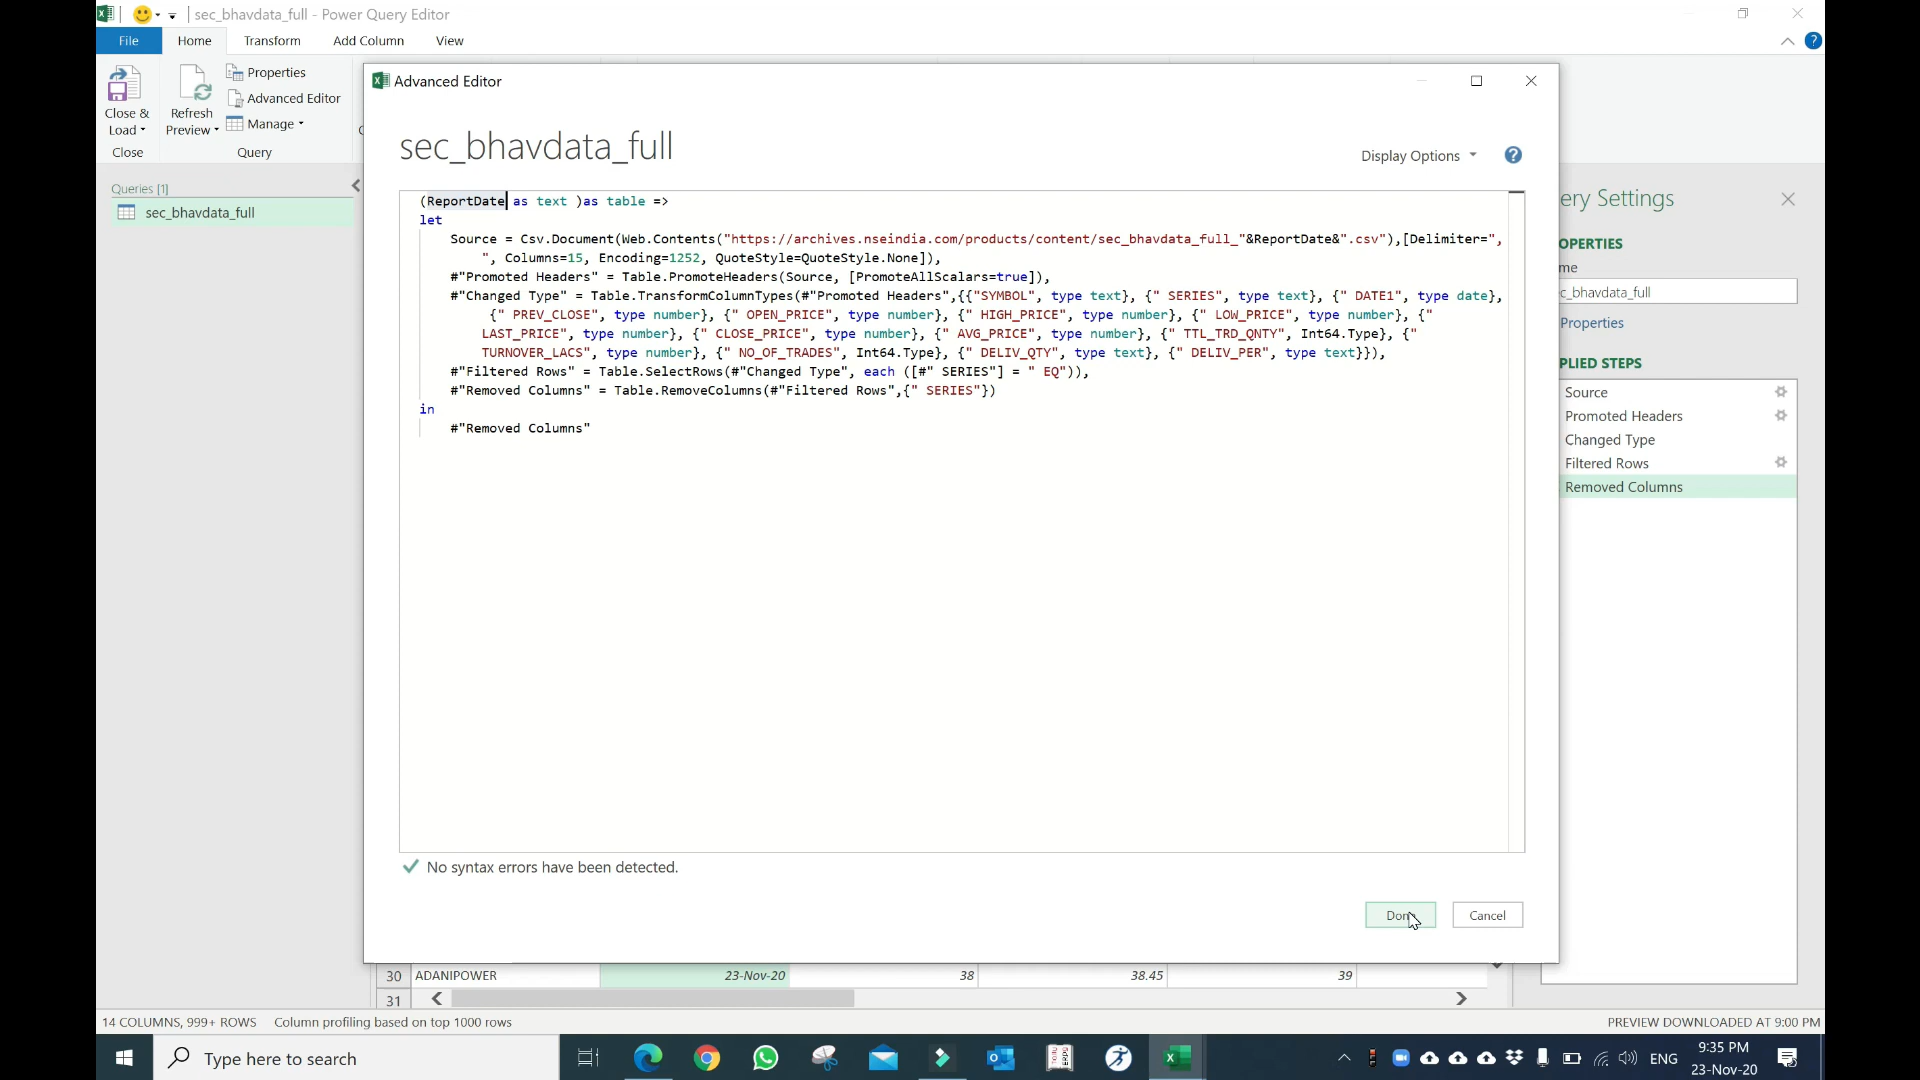 sec_bhavdata_full - Power Query Editor
File Home Transform Add Column View
Close & Load
Refresh Preview
Properties
Advanced Editor
Manage
Close
Query
Advanced Editor
sec_bhavdata_full
Display Options
Queries [1]
sec_bhavdata_full
(ReportDate as text )as table =>
let
Source = Csv.Document(Web.Contents("https://archives.nseindia.com/products/content/sec_bhavdata_full_"&ReportDate&".csv"),[Delimiter=",
", Columns=15, Encoding=1252, QuoteStyle=QuoteStyle.None]),
#"Promoted Headers" = Table.PromoteHeaders(Source, [PromoteAllScalars=true]),
#"Changed Type" = Table.TransformColumnTypes(#"Promoted Headers",{{"SYMBOL", type text}, {" SERIES", type text}, {" DATE1", type date},
{" PREV_CLOSE", type number}, {" OPEN_PRICE", type number}, {" HIGH_PRICE", type number}, {" LOW_PRICE", type number}, {"
LAST_PRICE", type number}, {" CLOSE_PRICE", type number}, {" AVG_PRICE", type number}, {" TTL_TRD_QNTY", Int64.Type}, {"
TURNOVER_LACS", type number}, {" NO_OF_TRADES", Int64.Type}, {" DELIV_QTY", type text}, {" DELIV_PER", type text}}),
#"Filtered Rows" = Table.SelectRows(#"Changed Type", each ([#" SERIES"] = " EQ")),
#"Removed Columns" = Table.RemoveColumns(#"Filtered Rows",{" SERIES"})
in
#"Removed Columns"
No syntax errors have been detected.
Done
Cancel
ery Settings
OPERTIES
me
c_bhavdata_full
Properties
PLIED STEPS
Source
Promoted Headers
Changed Type
Filtered Rows
Removed Columns
30 ADANIPOWER 23-Nov-20 38 38.45 39
31
14 COLUMNS, 999+ ROWS Column profiling based on top 1000 rows
PREVIEW DOWNLOADED AT 9:00 PM
Type here to search
ENG
9:35 PM
23-Nov-20